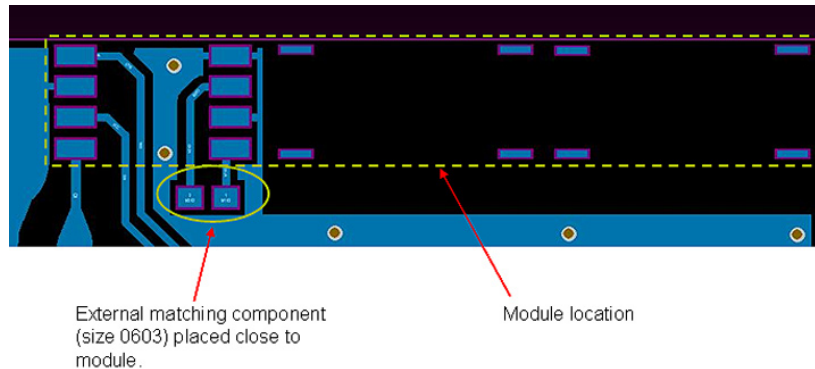 External matching component
(size 0603) placed close to
module.
Module location